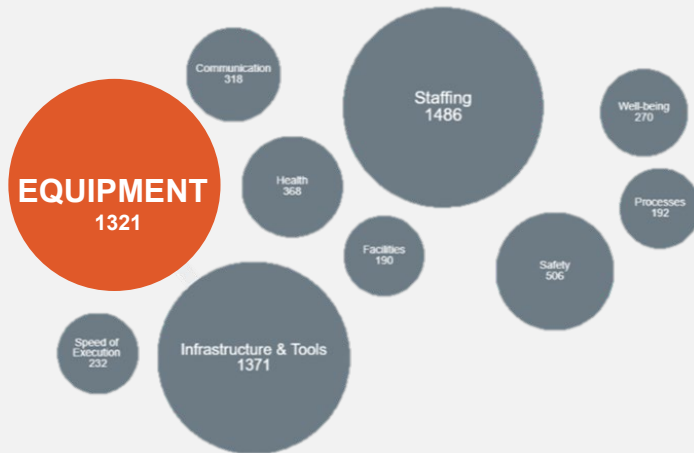 Communication
318
Staffing
1486
Well-being
270
EQUIPMENT
1321
Health
368
Processes
192
Facilities
190
Safety
506
Speed of
Execution
232
Infrastructure & Tools
1371